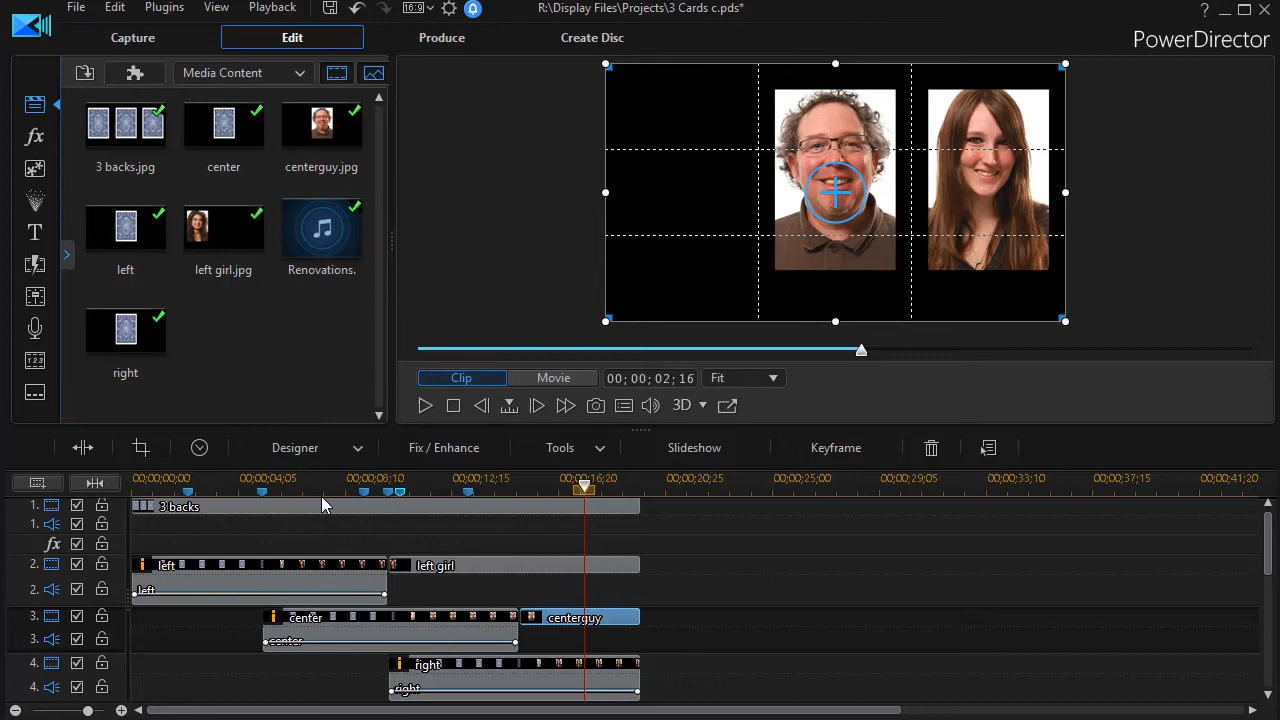 File Edit Plugins View Playback 16:9 R:\Display Files\Projects\3 Cards c.pds* ?
Capture Edit Produce Create Disc PowerDirector
Media Content
3 backs.jpg center centerguy.jpg
left left girl.jpg Renovations.
right
Clip Movie 00; 00; 02; 16 Fit
3D
Designer Fix / Enhance Tools Slideshow Keyframe
00;00;00;00 00;00;04;05 00;00;08;10 00;00;12;15 00;00;16;20 00;00;20;25 00;00;25;00 00;00;29;05 00;00;33;10 00;00;37;15 00;00;41;20
1. 3 backs
1.
fx
2. left left girl
2. left
3. center centerguy
3. center
4. right
4. right